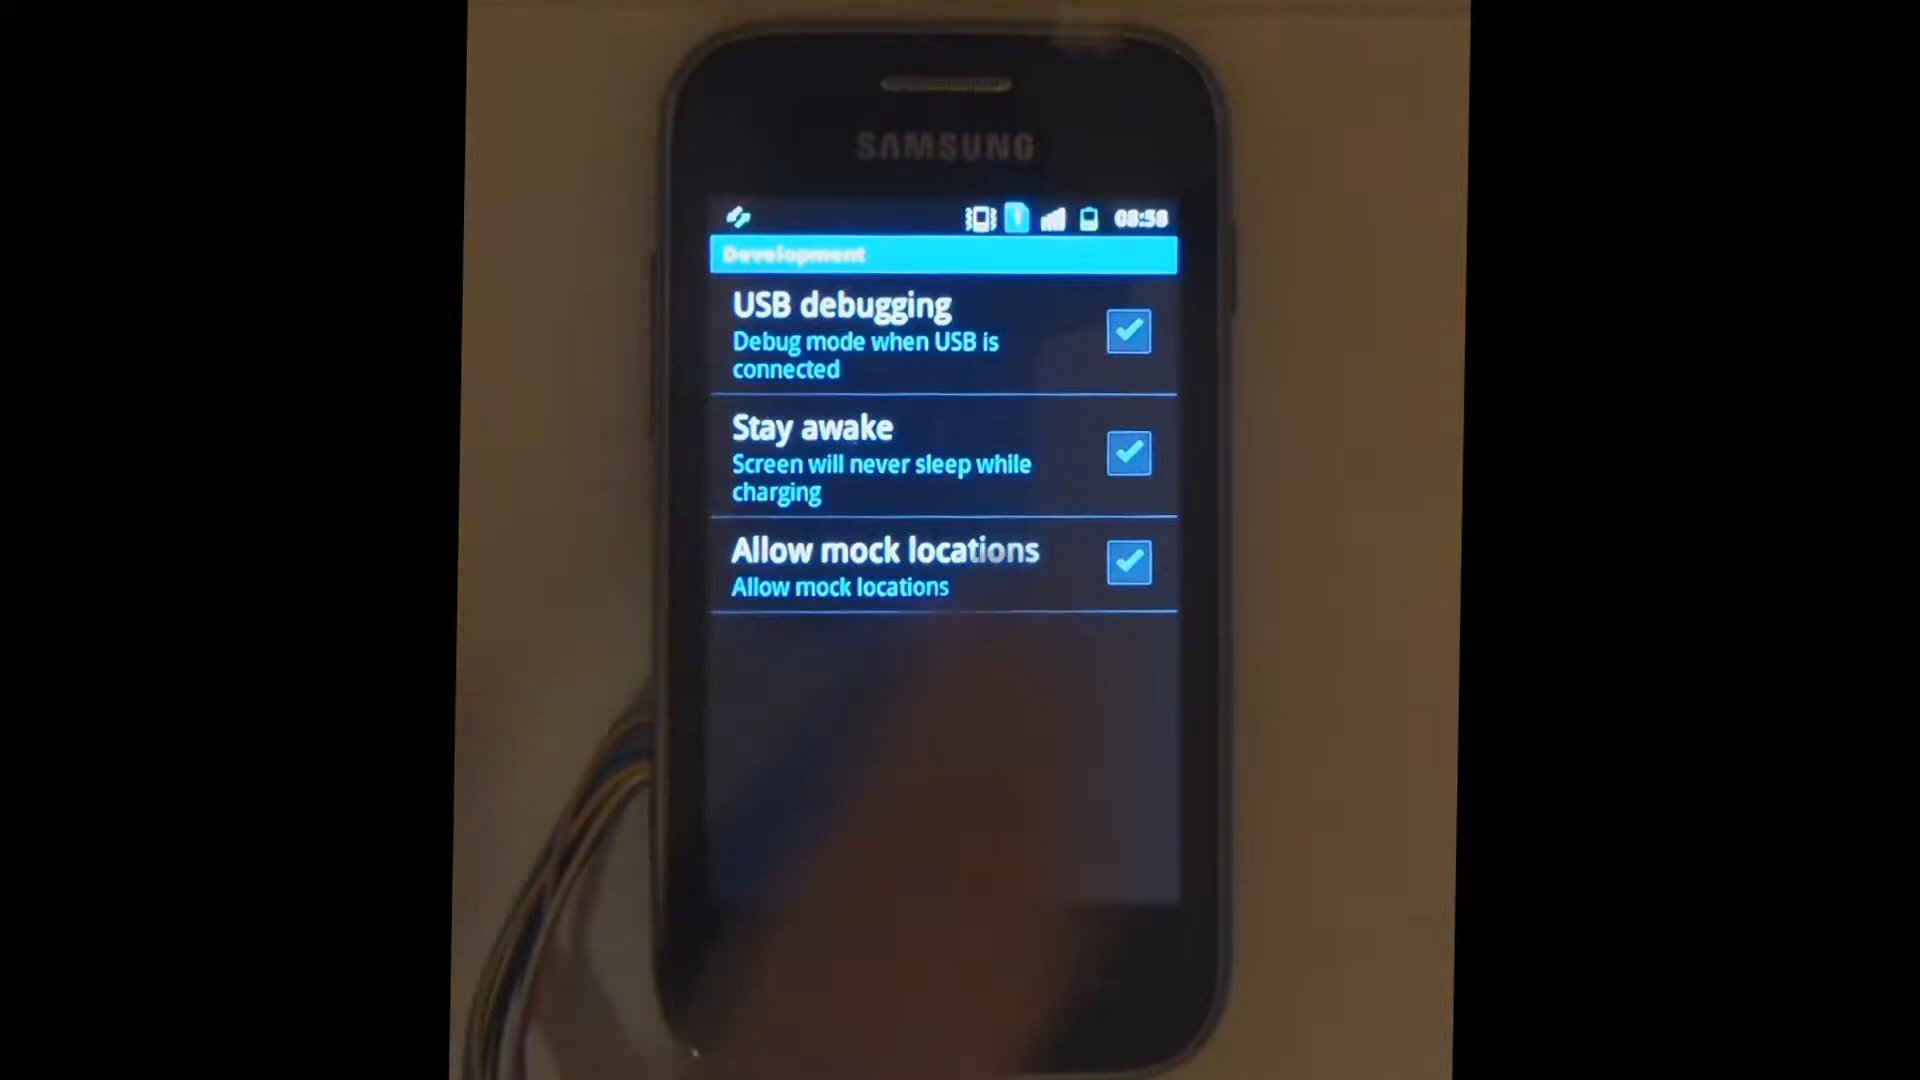 SAMSUNG
08:58
Development
USB debugging
Debug mode when USB is
connected
Stay awake
Screen will never sleep while
charging
Allow mock locations
Allow mock locations